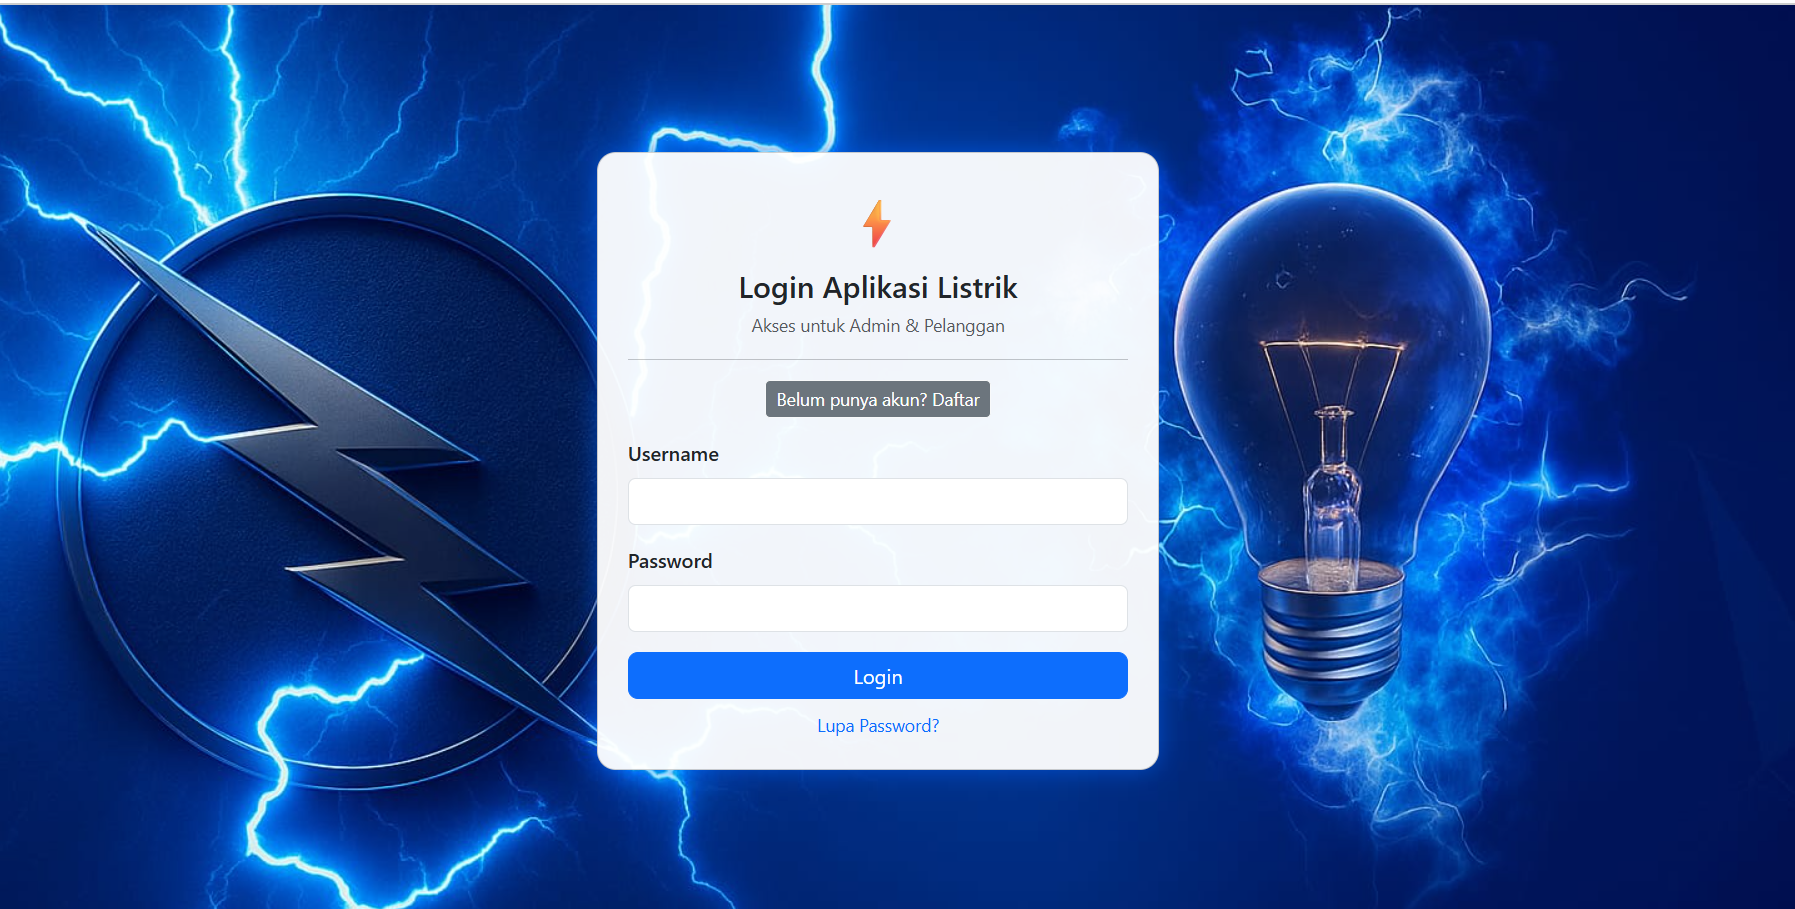 Login Aplikasi Listrik
Akses untuk Admin & Pelanggan
Belum punya akun? Daftar
Username
Password
Login
Lupa Password?